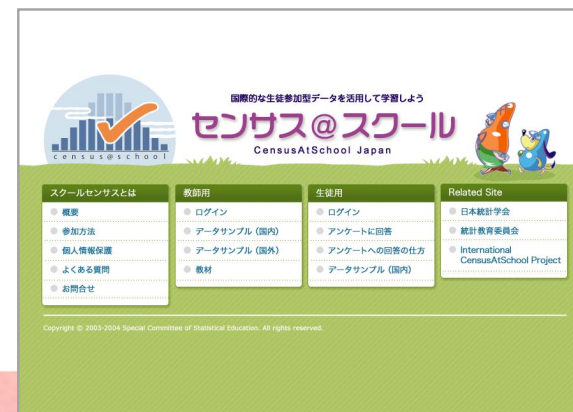 国際的な生徒参加型データを活用して学習しよう
センサス@スクール
CensusAtSchool Japan
census@school
スクールセンサスとは
概要
参加方法
個人情報保護
よくある質問
お問合せ
教師用
ログイン
データサンプル（国内）
データサンプル（国外）
教材
生徒用
ログイン
アンケートに回答
アンケートへの回答の仕方
データサンプル（国内）
Related Site
日本統計学会
統計教育委員会
International
CensusAtSchool Project
Copyright © 2003-2004 Special Committee of Statistical Education. All rights reserved.